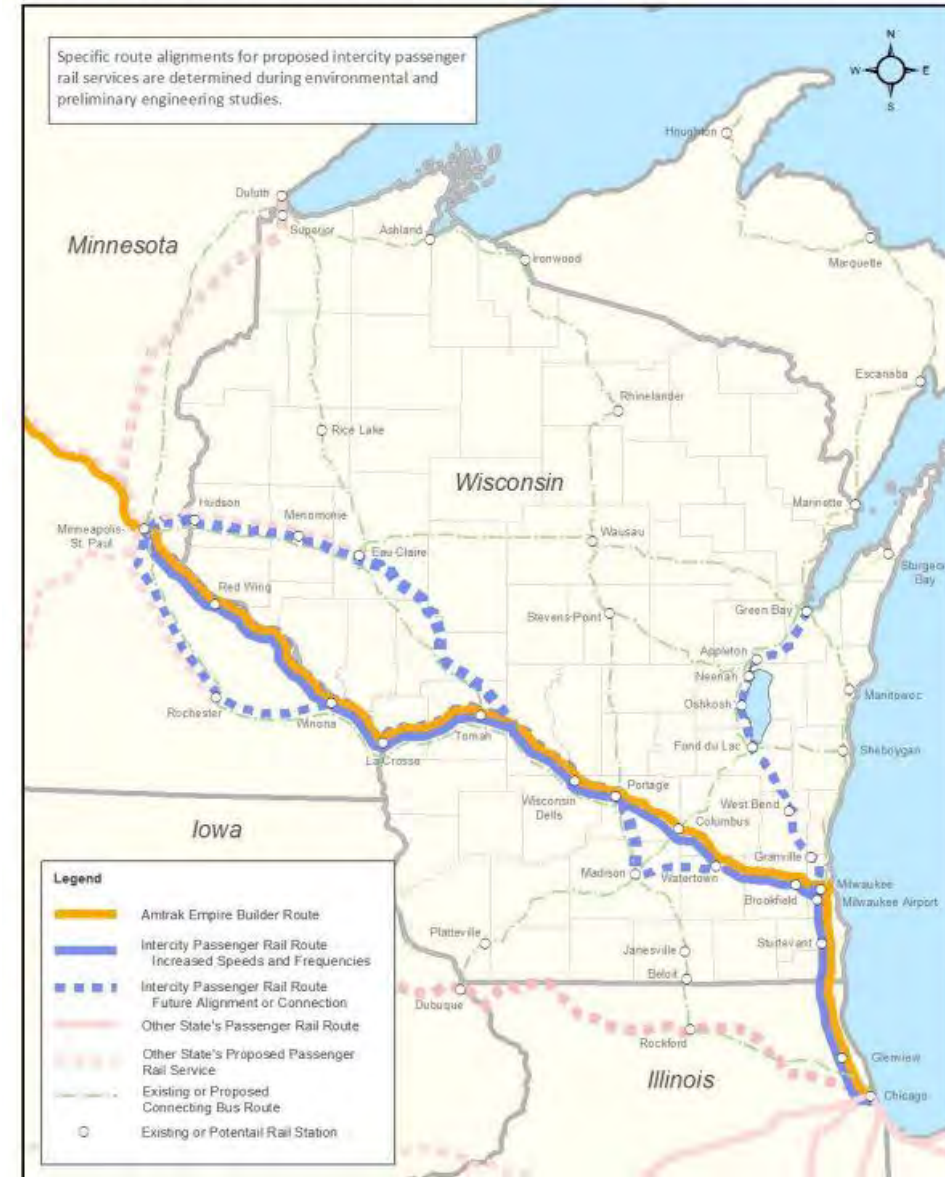 Specific route alignments for proposed intercity passenger
rail services are determined during environmental and
preliminary engineering studies.
N
W
E
S
Houghton
Duluth
Superior
Ashland
Minnesota
Ironwood
Marquette
Escanaba
Rhinelander
Rice Lake
Wisconsin
Marinette
Hudson
Menomonie
Minneapolis-
St. Paul
Wausau
Eau Claire
Sturgeon
Bay
Red Wing
Stevens Point
Green Bay
Appleton
Neenah
Manitowoc
Rochester
Oshkosh
Winona
Tomah
Fond du Lac
Sheboygan
La Crosse
Wisconsin
Dells
Portage
West Bend
Iowa
Columbus
Granville
Madison
Watertown
Milwaukee
Brookfield
Milwaukee Airport
Legend
Amtrak Empire Builder Route
Intercity Passenger Rail Route
Increased Speeds and Frequencies
Intercity Passenger Rail Route
Future Alignment or Connection
Other State's Passenger Rail Route
Other State's Proposed Passenger
Rail Service
Existing or Proposed
Connecting Bus Route
Existing or Potentail Rail Station
Platteville
Janesville
Sturtevant
Beloit
Dubuque
Rockford
Illinois
Glenview
Chicago